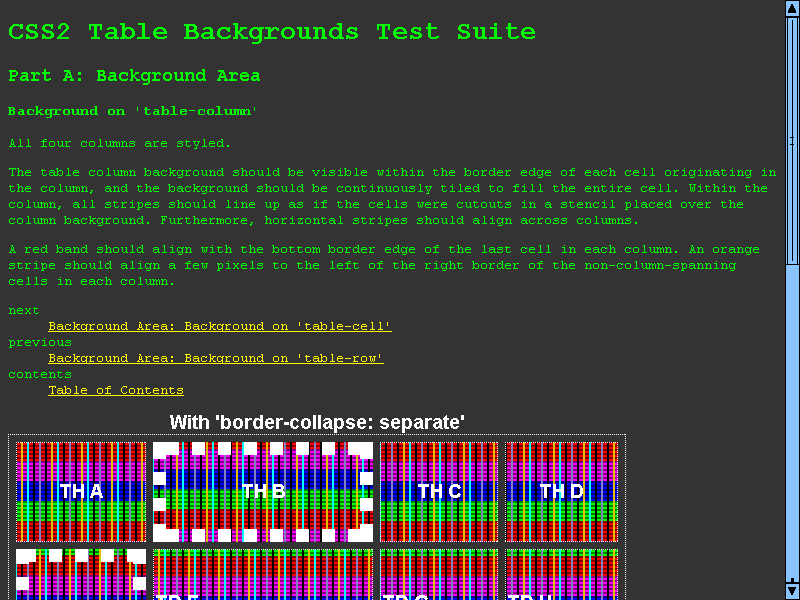 CSS2 Table Backgrounds Test Suite
Part A: Background Area
Background on 'table-column'
All four columns are styled.
The table column background should be visible within the border edge of each cell originating in
the column, and the background should be continuously tiled to fill the entire cell. Within the
column, all stripes should line up as if the cells were cutouts in a stencil placed over the
column background. Furthermore, horizontal stripes should align across columns.
A red band should align with the bottom border edge of the last cell in each column. An orange
stripe should align a few pixels to the left of the right border of the non-column-spanning
cells in each column.
next
Background Area: Background on 'table-cell'
previous
Background Area: Background on 'table-row'
contents
Table of Contents
With 'border-collapse: separate'
TH A TH B TH C TH D